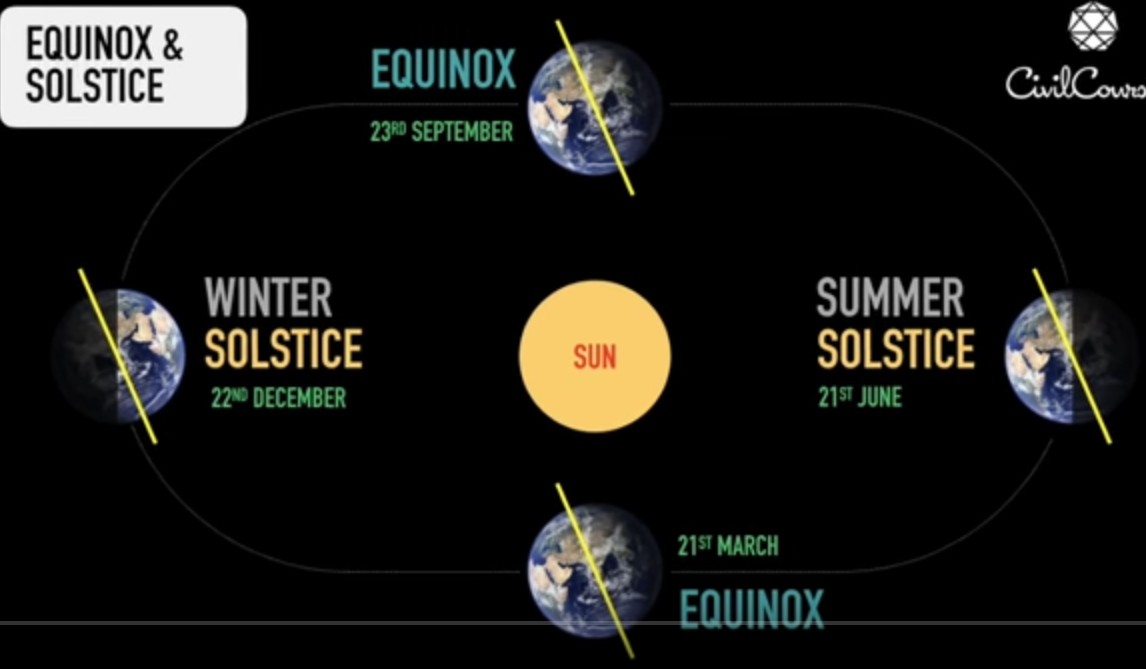 EQUINOX &
SOLSTICE
CivilCours
EQUINOX
23RD SEPTEMBER
WINTER
SOLSTICE
22ND DECEMBER
SUN
SUMMER
SOLSTICE
21ST JUNE
21ST MARCH
EQUINOX